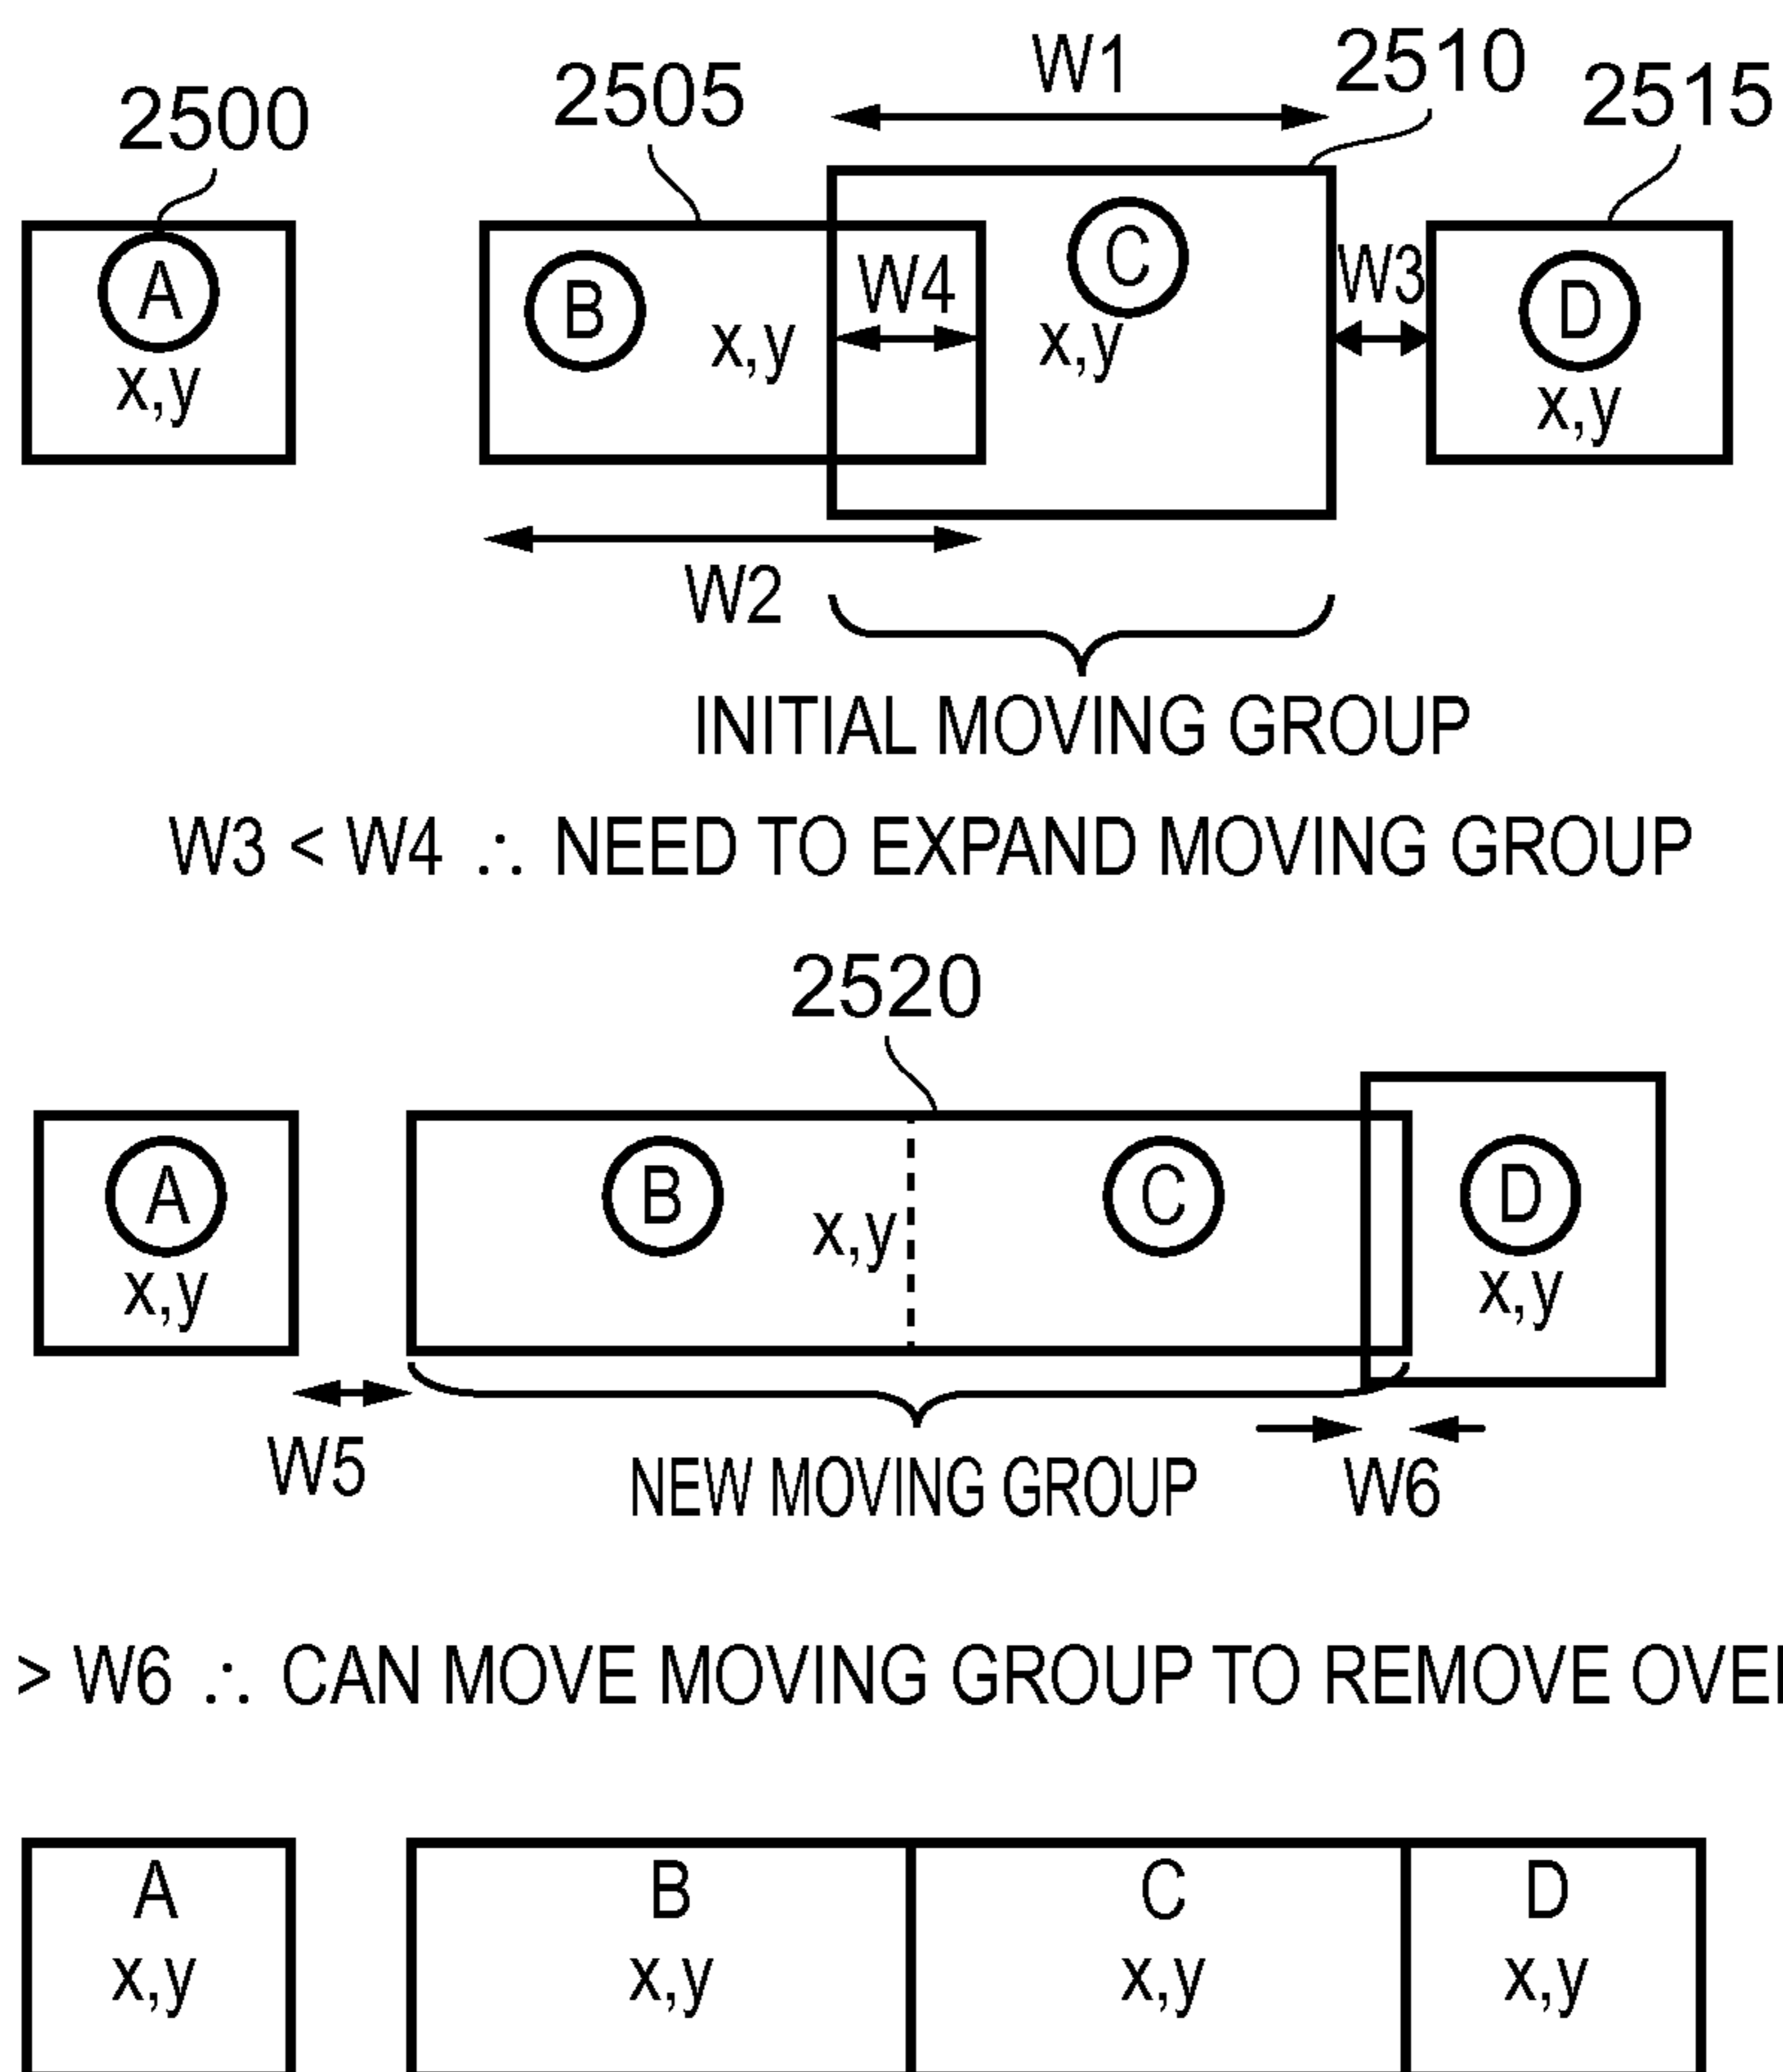 W1
2510
2500
2505
2515
A
B
C
D
W4
W3
x,y
x,y
x,y
x,y
W2
INITIAL MOVING GROUP
W3 < W4 ∴ NEED TO EXPAND MOVING GROUP
2520
A
B
C
D
x,y
x,y
x,y
W5
NEW MOVING GROUP
W6
> W6 ∴ CAN MOVE MOVING GROUP TO REMOVE
A
B
C
D
x,y
x,y
x,y
x,y